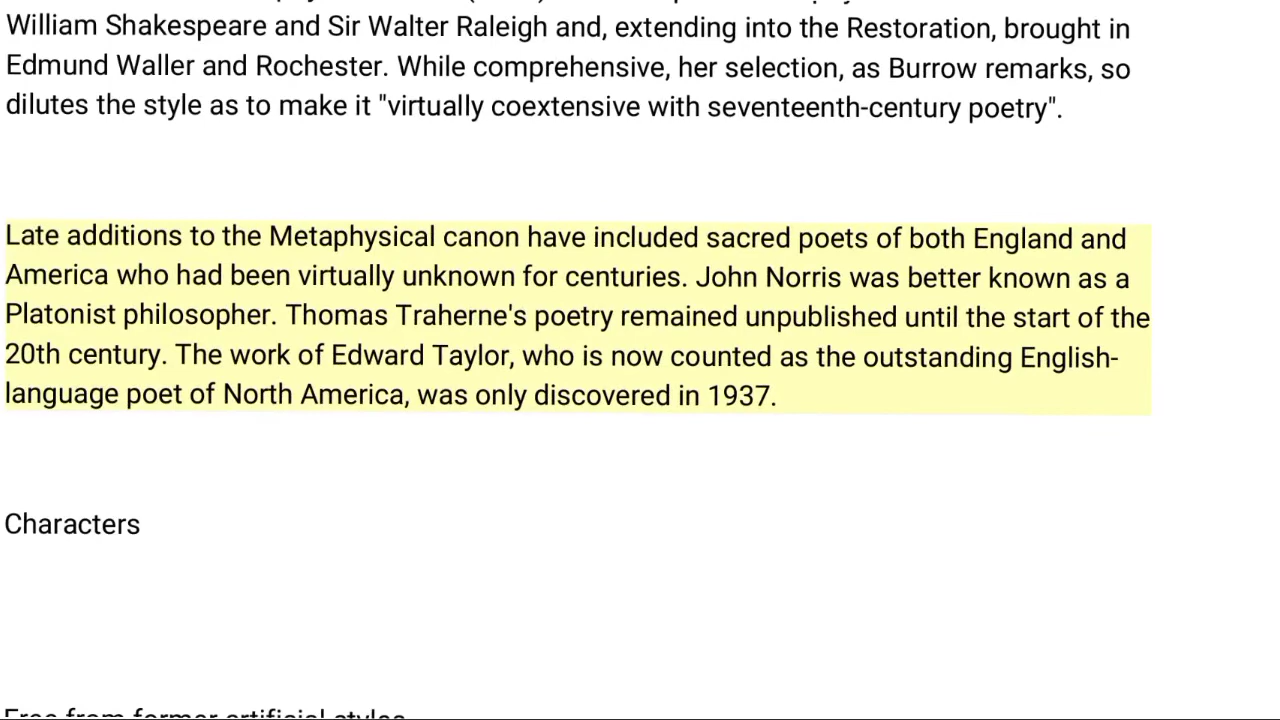 William Shakespeare and Sir Walter Raleigh and, extending into the Restoration, brought in
Edmund Waller and Rochester. While comprehensive, her selection, as Burrow remarks, so
dilutes the style as to make it "virtually coextensive with seventeenth-century poetry".
Late additions to the Metaphysical canon have included sacred poets of both England and
America who had been virtually unknown for centuries. John Norris was better known as a
Platonist philosopher. Thomas Traherne's poetry remained unpublished until the start of the
20th century. The work of Edward Taylor, who is now counted as the outstanding English-
language poet of North America, was only discovered in 1937.
Characters
Free from former artificial styles